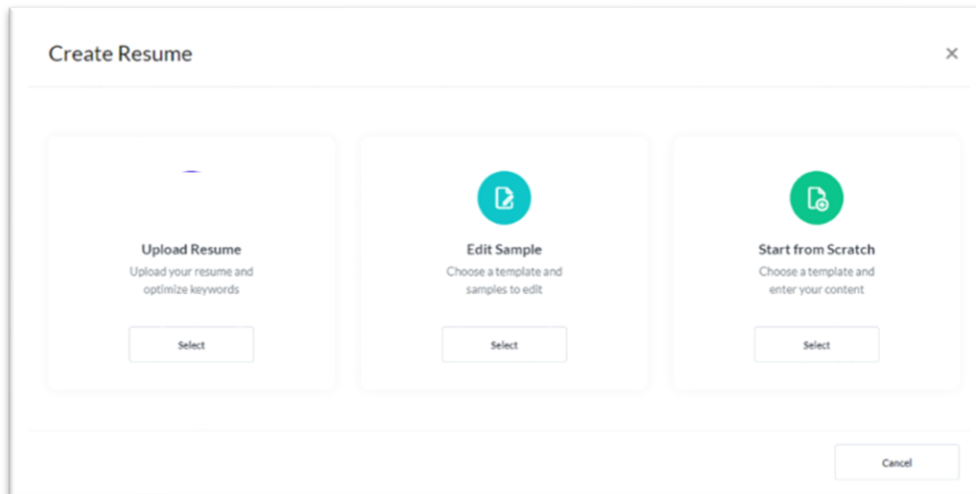 Create Resume
Upload Resume
Upload your resume and
optimize keywords
Select
Edit Sample
Choose a template and
samples to edit
Select
Start from Scratch
Choose a template and
enter your content
Select
Cancel